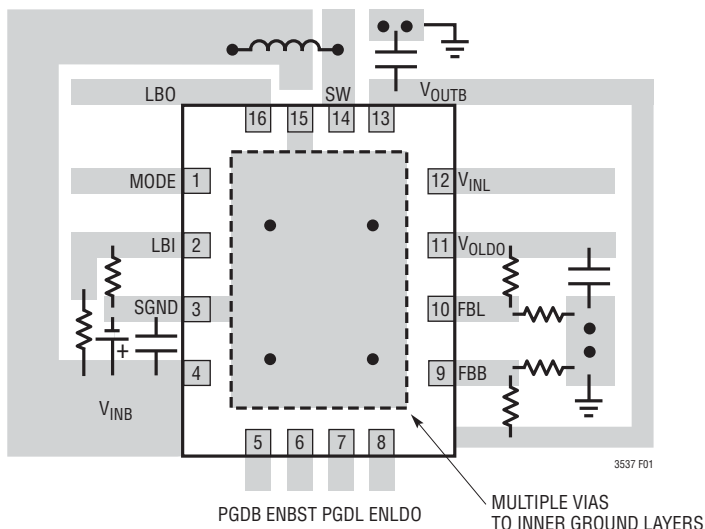 LBO
SW
VOUTB
16 15 14 13
MODE 1
12 VINL
LBI 2
11 VOLDO
SGND 3
10 FBL
+
4
9 FBB
VINB
5 6 7 8
3537 F01
PGDB ENBST PGDL ENLDO
MULTIPLE VIAS
TO INNER GROUND LAYERS